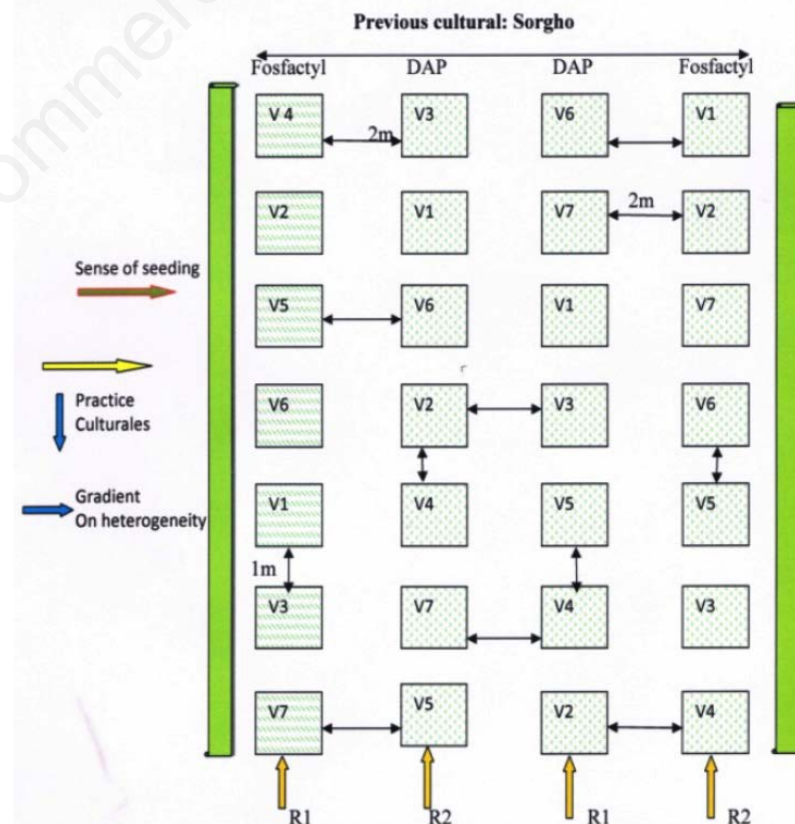 Previous cultural: Sorgho
Fosfactyl DAP DAP Fosfactyl
V 4 V3 V6 V1
2m
V2 V1 V7 2m V2
Sense of seeding
V5 V6 V1 V7
Practice
Culturales
V6 V2 V3 V6
Gradient
On heterogeneity
V1 V4 V5 V5
1m
V3 V7 V4 V3
V7 V5 V2 V4
R1 R2 R1 R2